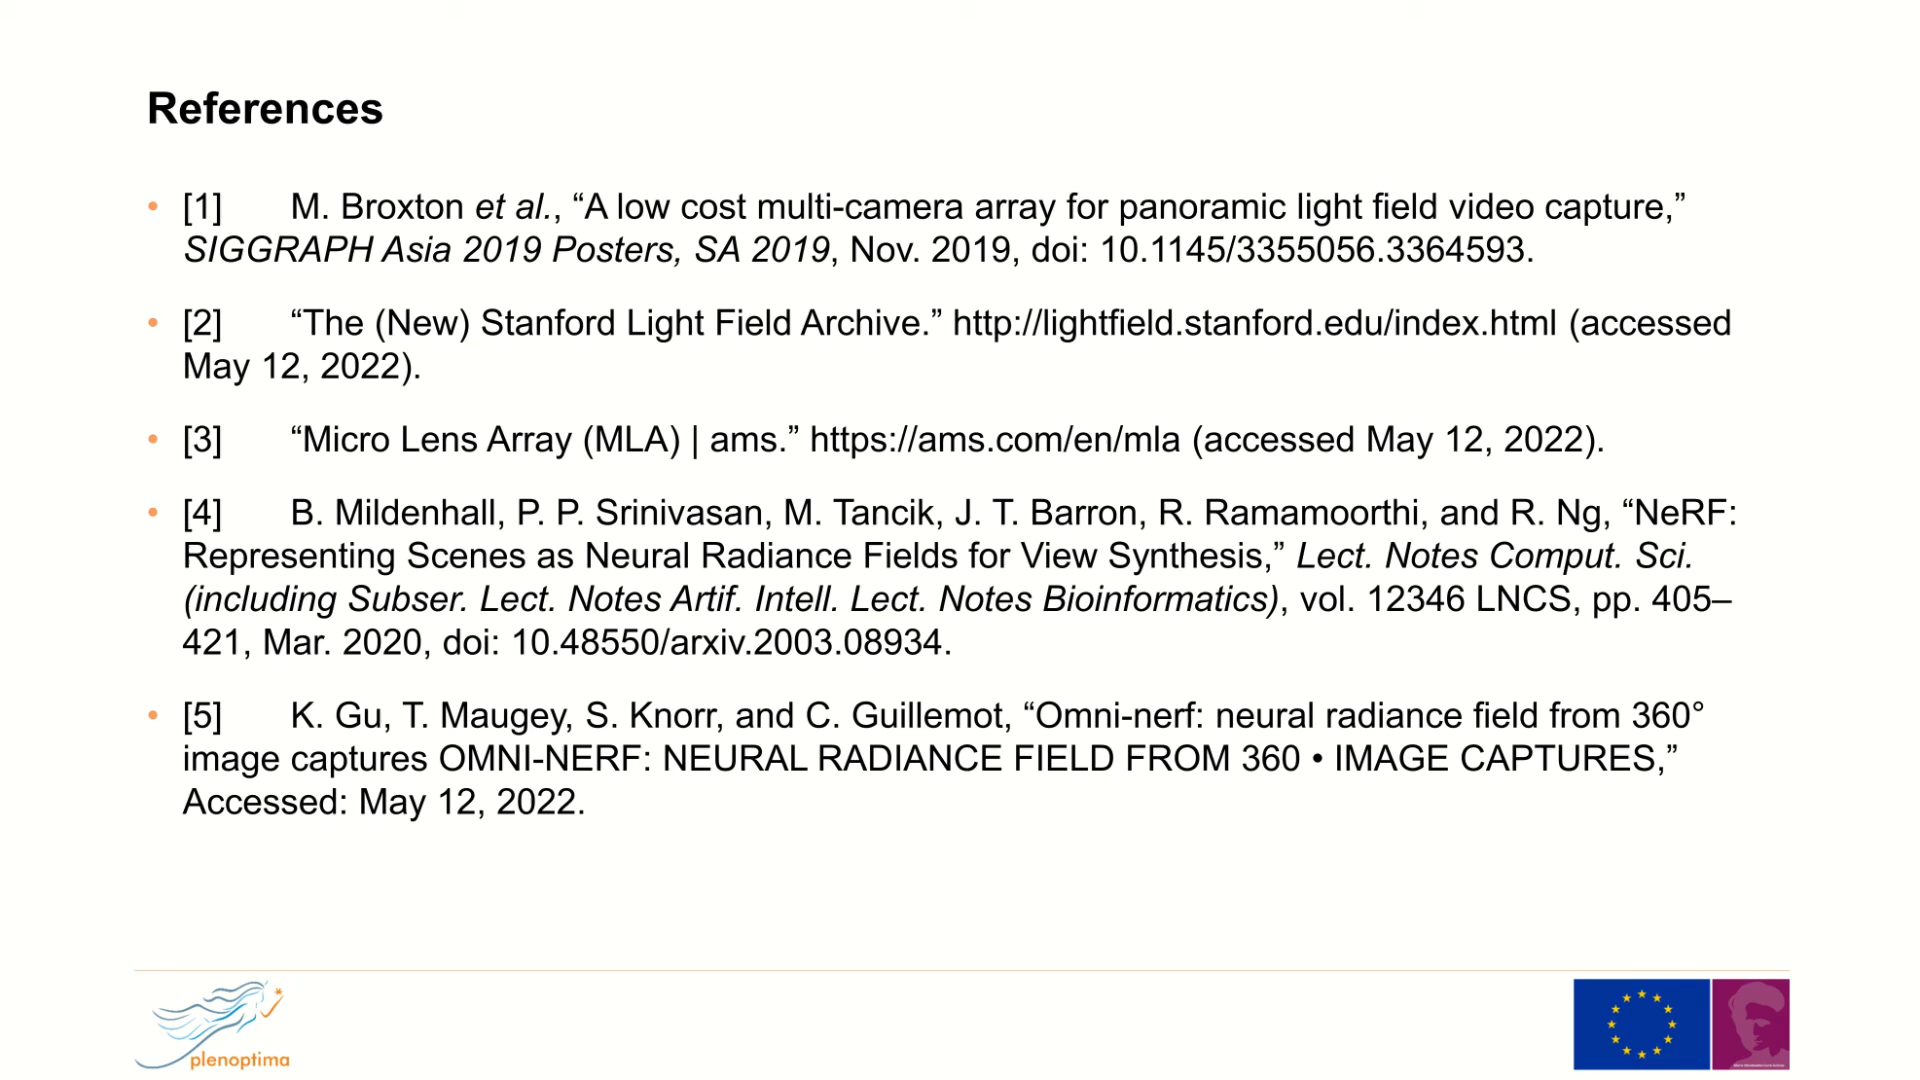 References
• [1] M. Broxton et al., “A low cost multi-camera array for panoramic light field video capture,”
SIGGRAPH Asia 2019 Posters, SA 2019, Nov. 2019, doi: 10.1145/3355056.3364593.
• [2] “The (New) Stanford Light Field Archive.” http://lightfield.stanford.edu/index.html (accessed
May 12, 2022).
• [3] “Micro Lens Array (MLA) | ams.” https://ams.com/en/mla (accessed May 12, 2022).
• [4] B. Mildenhall, P. P. Srinivasan, M. Tancik, J. T. Barron, R. Ramamoorthi, and R. Ng, “NeRF:
Representing Scenes as Neural Radiance Fields for View Synthesis,” Lect. Notes Comput. Sci.
(including Subser. Lect. Notes Artif. Intell. Lect. Notes Bioinformatics), vol. 12346 LNCS, pp. 405–
421, Mar. 2020, doi: 10.48550/arxiv.2003.08934.
• [5] K. Gu, T. Maugey, S. Knorr, and C. Guillemot, “Omni-nerf: neural radiance field from 360°
image captures OMNI-NERF: NEURAL RADIANCE FIELD FROM 360 • IMAGE CAPTURES,”
Accessed: May 12, 2022.
plenoptima